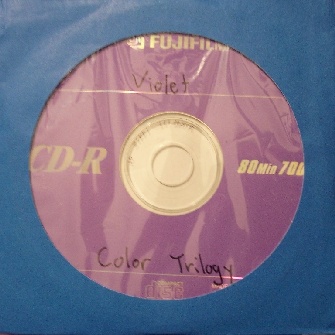 FUJIFILM
Violet
CD-R
80Min 700
Color Trilogy